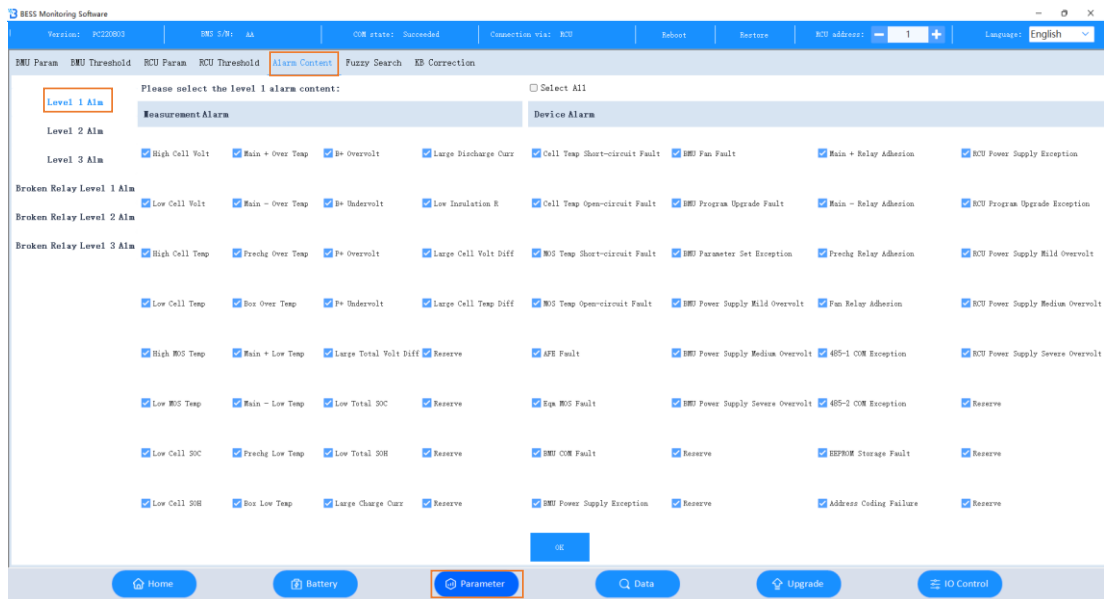 BESS Monitoring Software
Version: PC220803 BMS S/N: AA COM state: Succeeded Connection via: RCU Reboot Restore RCU address: 1 Language: English
BMU Param BMU Threshold RCU Param RCU Threshold Alarm Content Fuzzy Search KB Correction
Level 1 Alm
Level 2 Alm
Level 3 Alm
Broken Relay Level 1 Alm
Broken Relay Level 2 Alm
Broken Relay Level 3 Alm
Please select the level 1 alarm content: Select All
Measurement Alarm Device Alarm
High Cell Volt Main + Over Temp B+ Overvolt Large Discharge Curr Cell Temp Short-circuit Fault BMU Fan Fault Main + Relay Adhesion RCU Power Supply Exception
Low Cell Volt Main - Over Temp B+ Undervolt Low Insulation R Cell Temp Open-circuit Fault BMU Program Upgrade Fault Main - Relay Adhesion RCU Program Upgrade Exception
High Cell Temp Prechg Over Temp P+ Overvolt Large Cell Volt Diff MOS Temp Short-circuit Fault BMU Parameter Set Exception Prechg Relay Adhesion RCU Power Supply Mild Overvolt
Low Cell Temp Box Over Temp P+ Undervolt Large Cell Temp Diff MOS Temp Open-circuit Fault BMU Power Supply Mild Overvolt Fan Relay Adhesion RCU Power Supply Medium Overvolt
High MOS Temp Main + Low Temp Large Total Volt Diff Reserve AFE Fault BMU Power Supply Medium Overvolt 485-1 COM Exception RCU Power Supply Severe Overvolt
Low MOS Temp Main - Low Temp Low Total SOC Reserve Eqm MOS Fault BMU Power Supply Severe Overvolt 485-2 COM Exception Reserve
Low Cell SOC Prechg Low Temp Low Total SOH Reserve BMU COM Fault Reserve EEPROM Storage Fault Reserve
Low Cell SOH Box Low Temp Large Charge Curr Reserve BMU Power Supply Exception Reserve Address Coding Failure Reserve
OK
Home Battery Parameter Data Upgrade IO Control